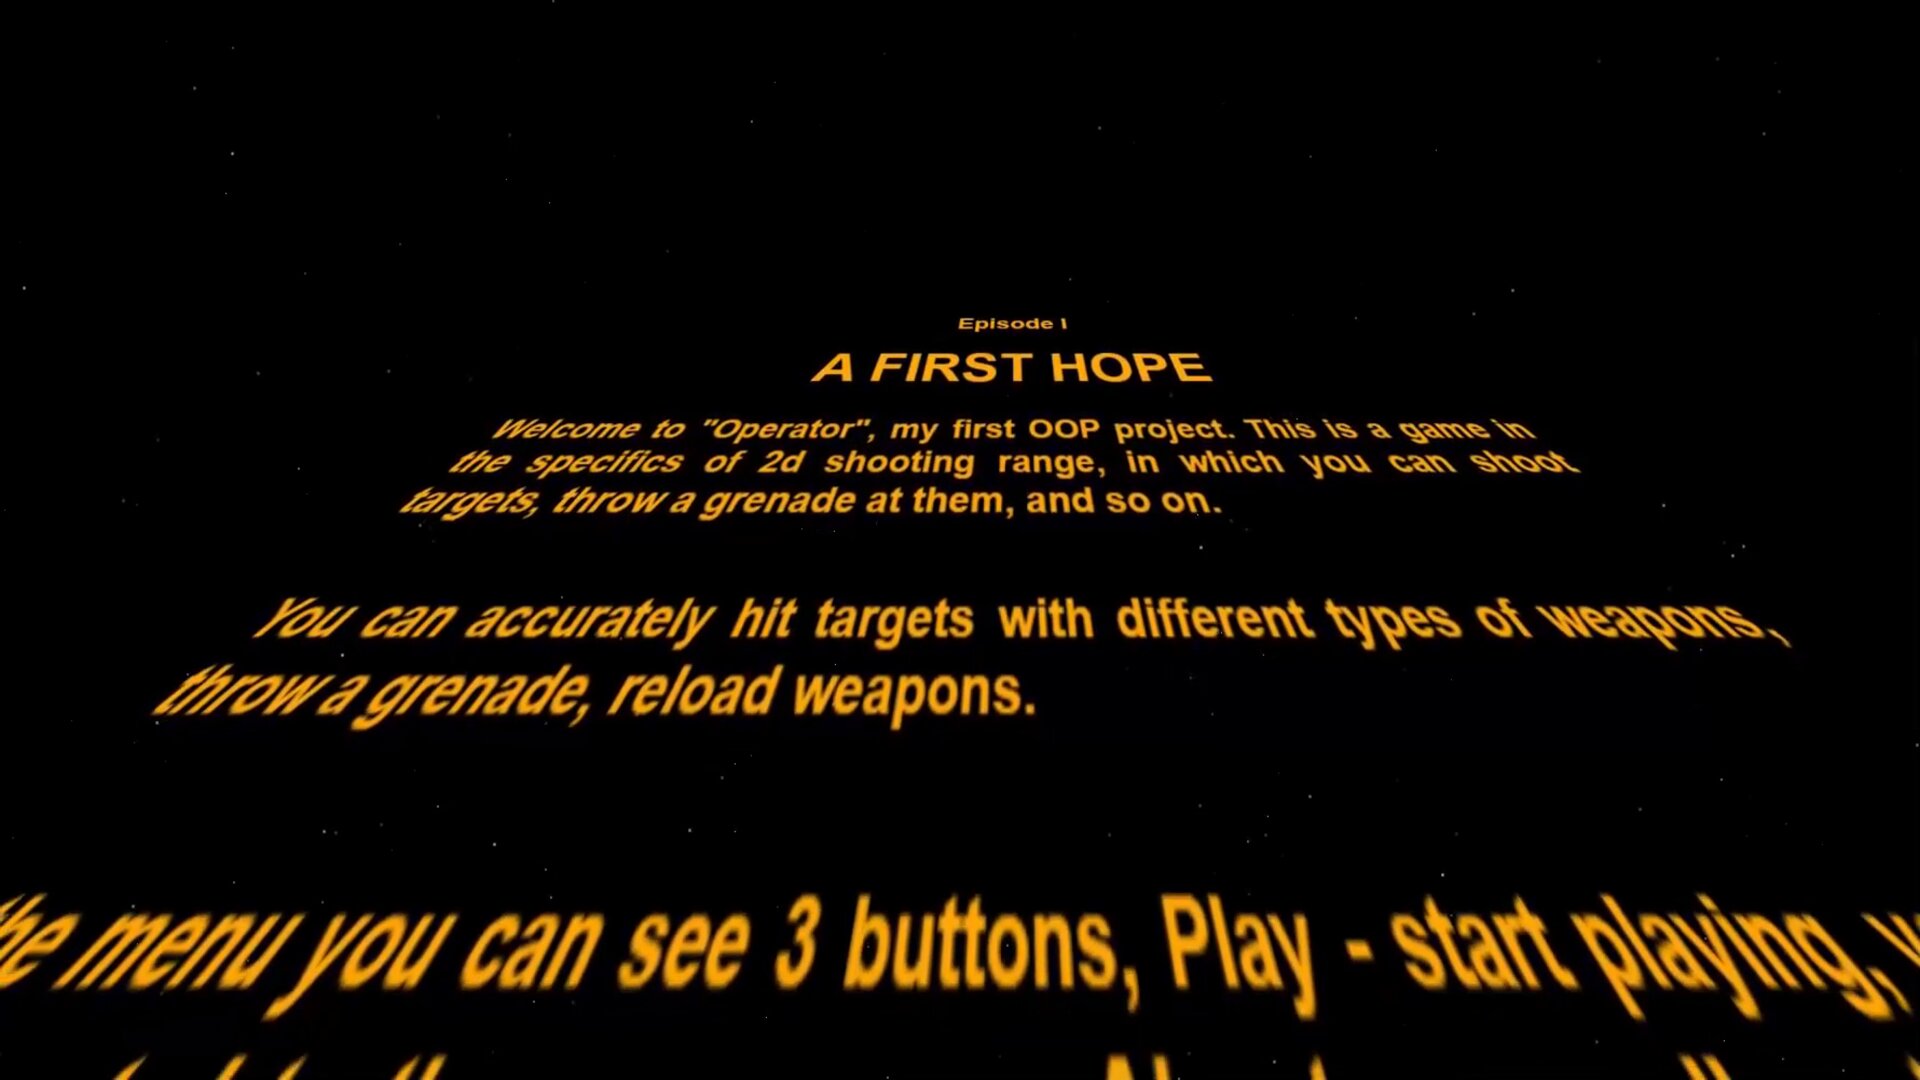 Episode I
A FIRST HOPE
Welcome to "Operator", my first OOP project. This is a game in
the specifics of 2d shooting range, in which you can shoot
targets, throw a grenade at them, and so on.
You can accurately hit targets with different types of weapons,
throw a grenade, reload weapons.
the menu you can see 3 buttons, Play - start playing,